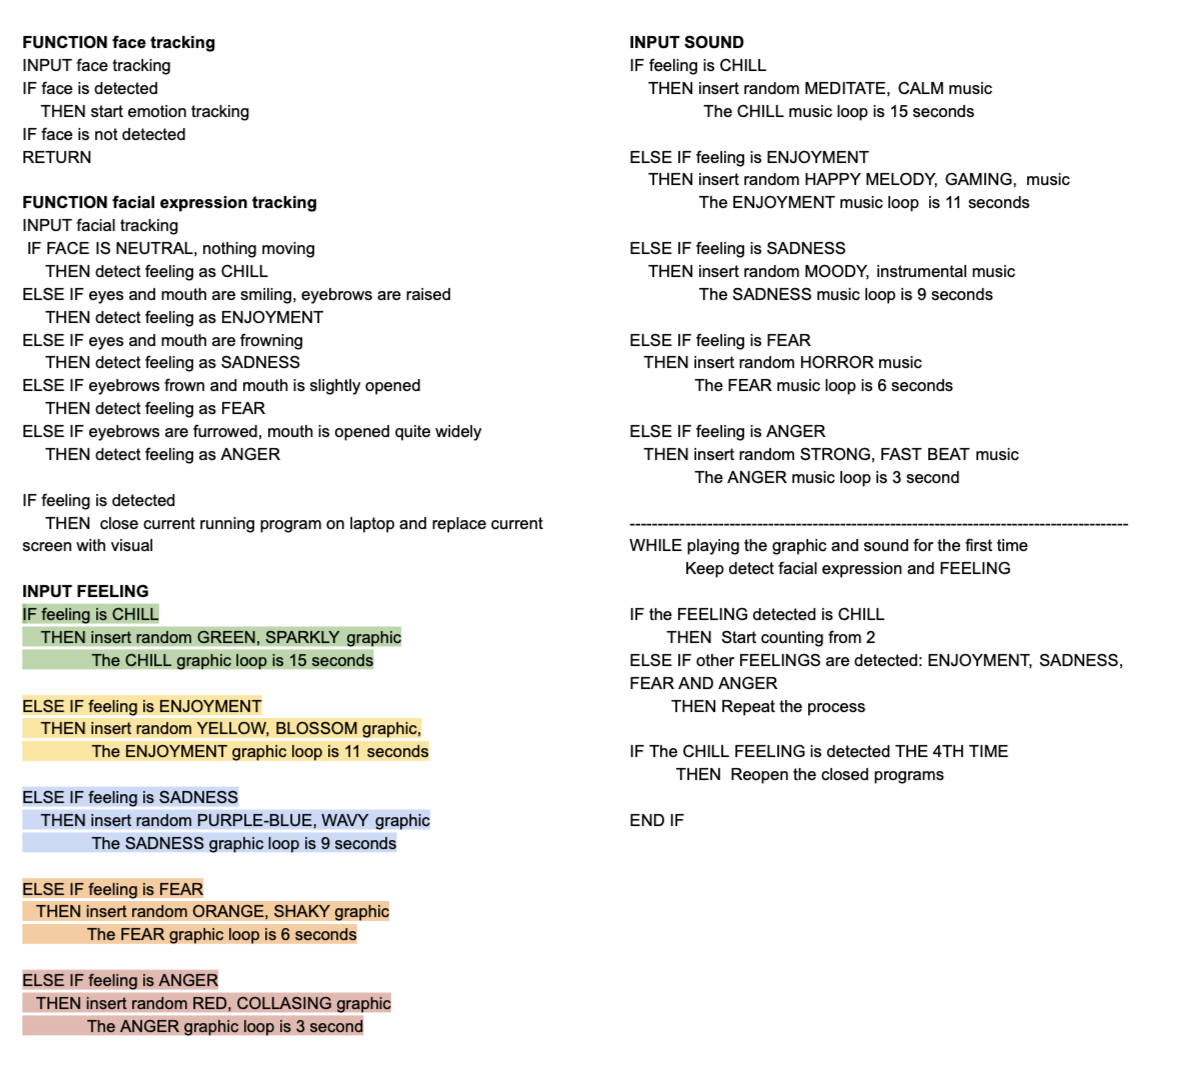 FUNCTION face tracking
INPUT face tracking
IF face is detected
THEN start emotion tracking
IF face is not detected
RETURN
FUNCTION facial expression tracking
INPUT facial tracking
IF FACE IS NEUTRAL, nothing moving
THEN detect feeling as CHILL
ELSE IF eyes and mouth are smiling, eyebrows are raised
THEN detect feeling as ENJOYMENT
ELSE IF eyes and mouth are frowning
THEN detect feeling as SADNESS
ELSE IF eyebrows frown and mouth is slightly opened
THEN detect feeling as FEAR
ELSE IF eyebrows are furrowed, mouth is opened quite widely
THEN detect feeling as ANGER
IF feeling is detected
THEN close current running program on laptop and replace current
screen with visual
INPUT FEELING
IF feeling is CHILL
THEN insert random GREEN, SPARKLY graphic
The CHILL graphic loop is 15 seconds
ELSE IF feeling is ENJOYMENT
THEN insert random YELLOW, BLOSSOM graphic,
The ENJOYMENT graphic loop is 11 seconds
ELSE IF feeling is SADNESS
THEN insert random PURPLE-BLUE, WAVY graphic
The SADNESS graphic loop is 9 seconds
ELSE IF feeling is FEAR
THEN insert random ORANGE, SHAKY graphic
The FEAR graphic loop is 6 seconds
ELSE IF feeling is ANGER
THEN insert random RED, COLLASING graphic
The ANGER graphic loop is 3 second
INPUT SOUND
IF feeling is CHILL
THEN insert random MEDITATE, CALM music
The CHILL music loop is 15 seconds
ELSE IF feeling is ENJOYMENT
THEN insert random HAPPY MELODY, GAMING, music
The ENJOYMENT music loop is 11 seconds
ELSE IF feeling is SADNESS
THEN insert random MOODY, instrumental music
The SADNESS music loop is 9 seconds
ELSE IF feeling is FEAR
THEN insert random HORROR music
The FEAR music loop is 6 seconds
ELSE IF feeling is ANGER
THEN insert random STRONG, FAST BEAT music
The ANGER music loop is 3 second
-----------------------------------------------------------------------------------------
WHILE playing the graphic and sound for the first time
Keep detect facial expression and FEELING
IF the FEELING detected is CHILL
THEN Start counting from 2
ELSE IF other FEELINGS are detected: ENJOYMENT, SADNESS,
FEAR AND ANGER
THEN Repeat the process
IF The CHILL FEELING is detected THE 4TH TIME
THEN Reopen the closed programs
END IF